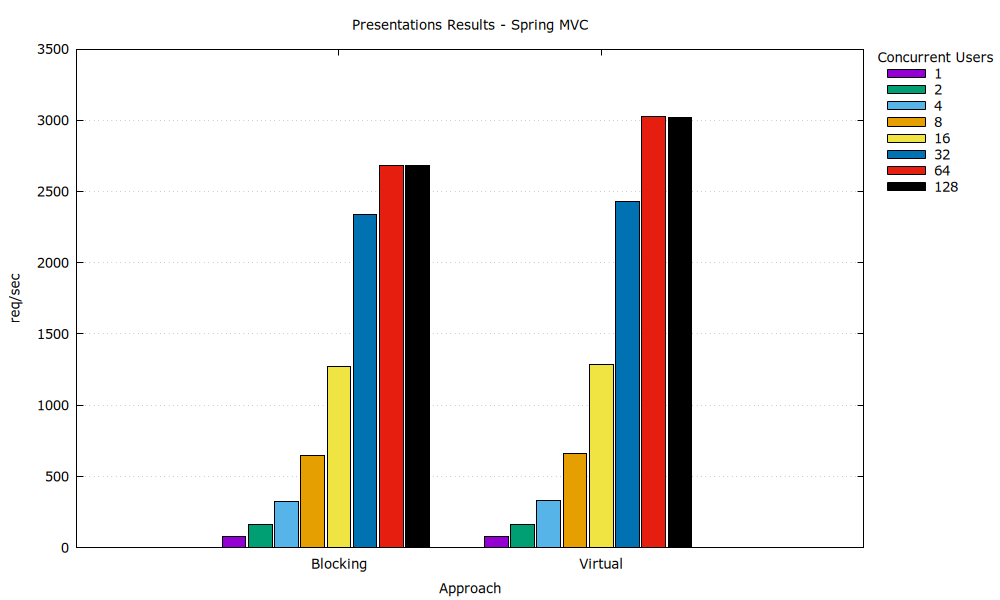 Presentations Results - Spring MVC
3500
3000
2500
2000
1500
1000
500
0
req/sec
Blocking
Virtual
Approach
Concurrent Users
1
2
4
8
16
32
64
128